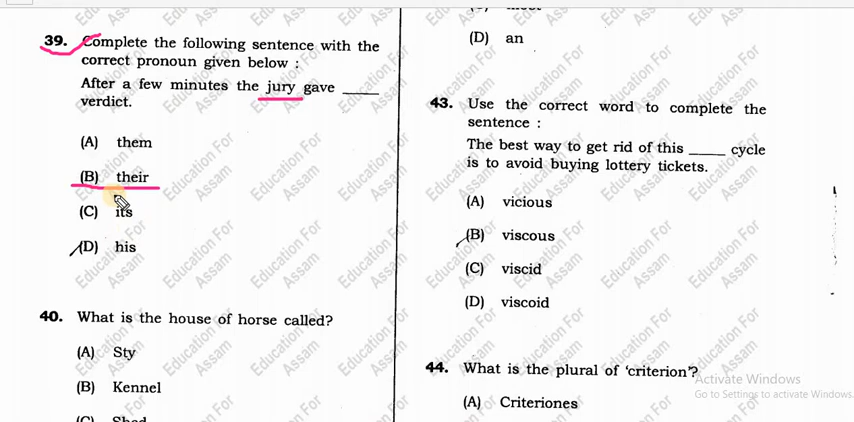 39. Complete the following sentence with the
correct pronoun given below :
After a few minutes the jury gave ____
verdict.
(A) them
(B) their
(C) its
(D) his
40. What is the house of horse called?
(A) Sty
(B) Kennel
(D) an
43. Use the correct word to complete the
sentence :
The best way to get rid of this ____ cycle
is to avoid buying lottery tickets.
(A) vicious
(B) viscous
(C) viscid
(D) viscoid
44. What is the plural of 'criterion'?
(A) Criteriones
Activate Windows
Go to Settings to activate Windows.
Education For
Assam